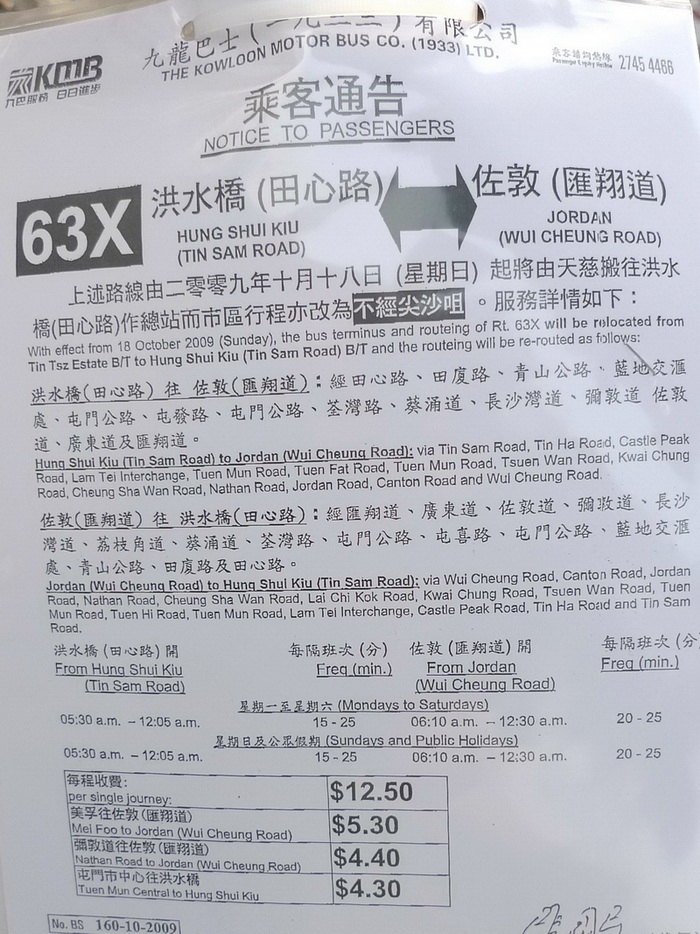 九龍巴士(一九三三)有限公司
THE KOWLOON MOTOR BUS CO. (1933) LTD.
KMB
九巴服務 日日進步
乘客諮詢熱線
Passenger Enquiry Hotline 2745 4466
乘客通告
NOTICE TO PASSENGERS
63X
洪水橋 (田心路)
HUNG SHUI KIU
(TIN SAM ROAD)
佐敦 (匯翔道)
JORDAN
(WUI CHEUNG ROAD)
上述路線由二零零九年十月十八日 (星期日) 起將由天慈搬往洪水
橋(田心路)作總站而市區行程亦改為不經尖沙咀。服務詳情如下：
With effect from 18 October 2009 (Sunday), the bus terminus and routeing of Rt. 63X will be relocated from
Tin Tsz Estate B/T to Hung Shui Kiu (Tin Sam Road) B/T and the routeing will be re-routed as follows:
洪水橋(田心路) 往 佐敦(匯翔道)：經田心路、田廈路、青山公路、藍地交滙
處、屯門公路、屯發路、屯門公路、荃灣路、葵涌道、長沙灣道、彌敦道 佐敦
道、廣東道及匯翔道。
Hung Shui Kiu (Tin Sam Road) to Jordan (Wui Cheung Road): via Tin Sam Road, Tin Ha Road, Castle Peak
Road, Lam Tei Interchange, Tuen Mun Road, Tuen Fat Road, Tuen Mun Road, Tsuen Wan Road, Kwai Chung
Road, Cheung Sha Wan Road, Nathan Road, Jordan Road, Canton Road and Wui Cheung Road.
佐敦(匯翔道) 往 洪水橋(田心路)：經匯翔道、廣東道、佐敦道、彌敦道、長沙
灣道、荔枝角道、葵涌道、荃灣路、屯門公路、屯喜路、屯門公路、藍地交滙
處、青山公路、田廈路及田心路。
Jordan (Wui Cheung Road) to Hung Shui Kiu (Tin Sam Road): via Wui Cheung Road, Canton Road, Jordan
Road, Nathan Road, Cheung Sha Wan Road, Lai Chi Kok Road, Kwai Chung Road, Tsuen Wan Road, Tuen
Mun Road, Tuen Hi Road, Tuen Mun Road, Lam Tei Interchange, Castle Peak Road, Tin Ha Road and Tin Sam
Road.
洪水橋 (田心路) 開 每隔班次 (分) 佐敦 (匯翔道) 開 每隔班次 (分)
From Hung Shui Kiu Freq (min.) From Jordan Freq (min.)
(Tin Sam Road) (Wui Cheung Road)
星期一至星期六 (Mondays to Saturdays)
05:30 a.m. – 12:05 a.m. 15 - 25 06:10 a.m. – 12:30 a.m. 20 - 25
星期日及公眾假期 (Sundays and Public Holidays)
05:30 a.m. – 12:05 a.m. 15 - 25 06:10 a.m. – 12:30 a.m. 20 - 25
每程收費:
per single journey: $12.50
美孚往佐敦(匯翔道)
Mei Foo to Jordan (Wui Cheung Road) $5.30
彌敦道往佐敦(匯翔道)
Nathan Road to Jordan (Wui Cheung Road) $4.40
屯門市中心往洪水橋
Tuen Mun Central to Hung Shui Kiu $4.30
No. BS 160-10-2009